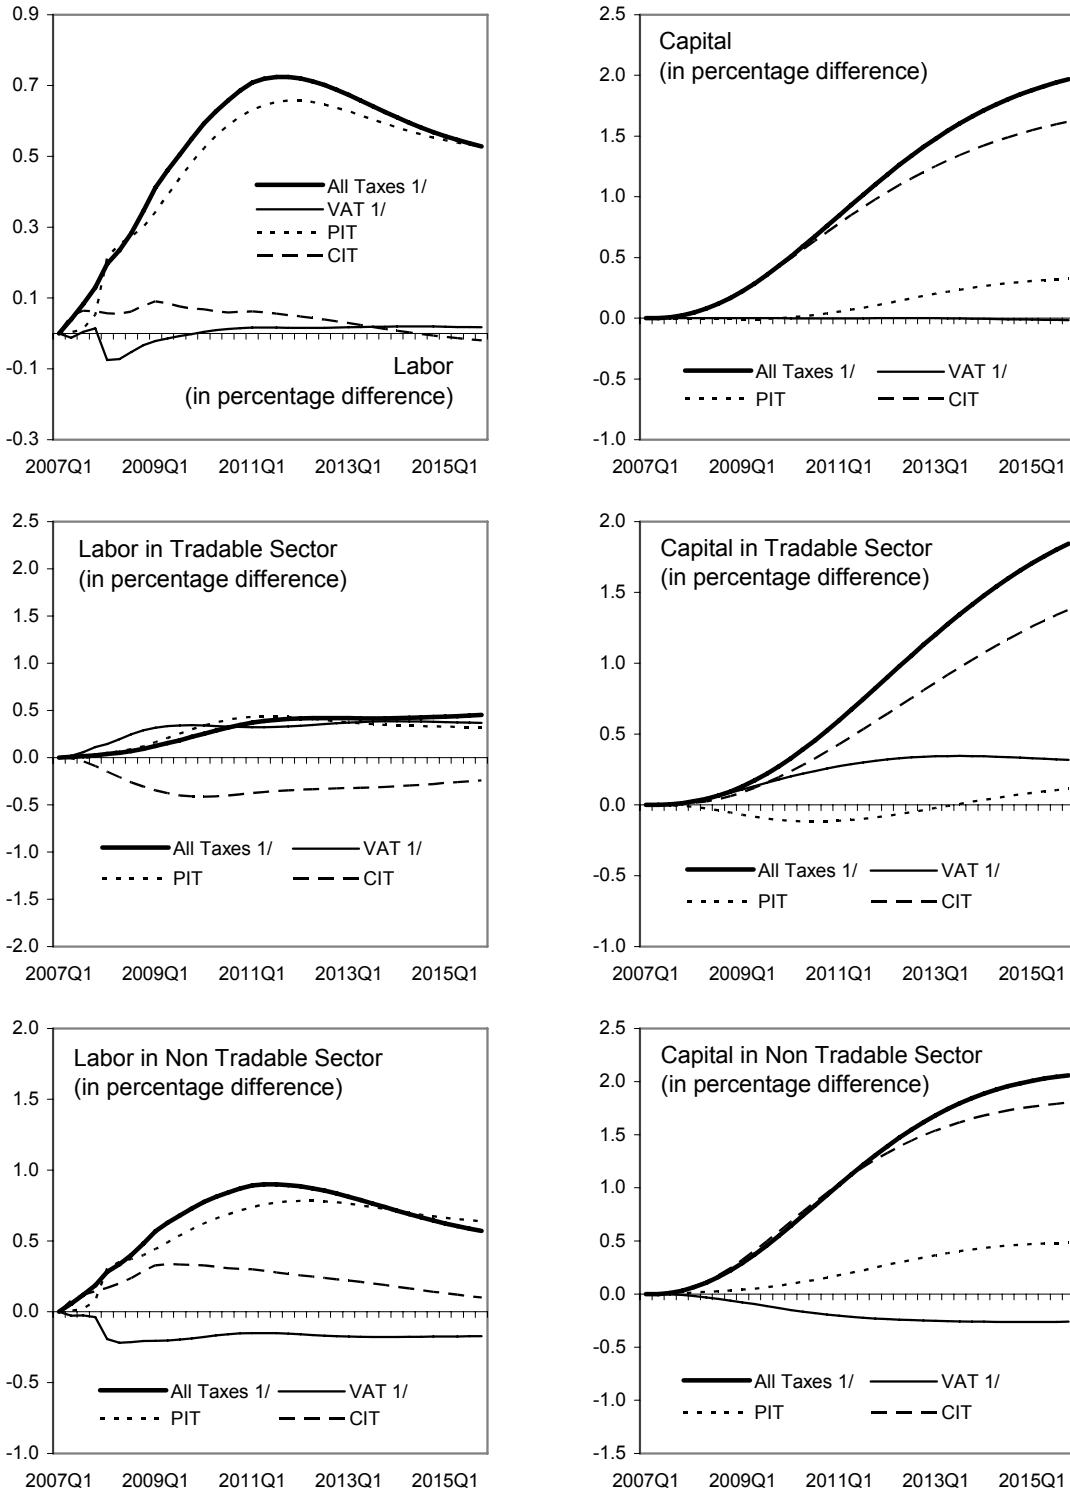 0.9
0.7
0.5
0.3
0.1
-0.1
-0.3
All Taxes 1/
VAT 1/
PIT
CIT
Labor
(in percentage difference)
2007Q1 2009Q1 2011Q1 2013Q1 2015Q1
2.5
2.0
1.5
1.0
0.5
0.0
-0.5
-1.0
Capital
(in percentage difference)
All Taxes 1/ VAT 1/
PIT CIT
2007Q1 2009Q1 2011Q1 2013Q1 2015Q1
2.5
2.0
1.5
1.0
0.5
0.0
-0.5
-1.0
-1.5
-2.0
Labor in Tradable Sector
(in percentage difference)
All Taxes 1/ VAT 1/
PIT CIT
2007Q1 2009Q1 2011Q1 2013Q1 2015Q1
2.0
1.5
1.0
0.5
0.0
-0.5
-1.0
Capital in Tradable Sector
(in percentage difference)
All Taxes 1/ VAT 1/
PIT CIT
2007Q1 2009Q1 2011Q1 2013Q1 2015Q1
2.0
1.5
1.0
0.5
0.0
-0.5
-1.0
Labor in Non Tradable Sector
(in percentage difference)
All Taxes 1/ VAT 1/
PIT CIT
2007Q1 2009Q1 2011Q1 2013Q1 2015Q1
2.5
2.0
1.5
1.0
0.5
0.0
-0.5
-1.0
-1.5
Capital in Non Tradable Sector
(in percentage difference)
All Taxes 1/ VAT 1/
PIT CIT
2007Q1 2009Q1 2011Q1 2013Q1 2015Q1